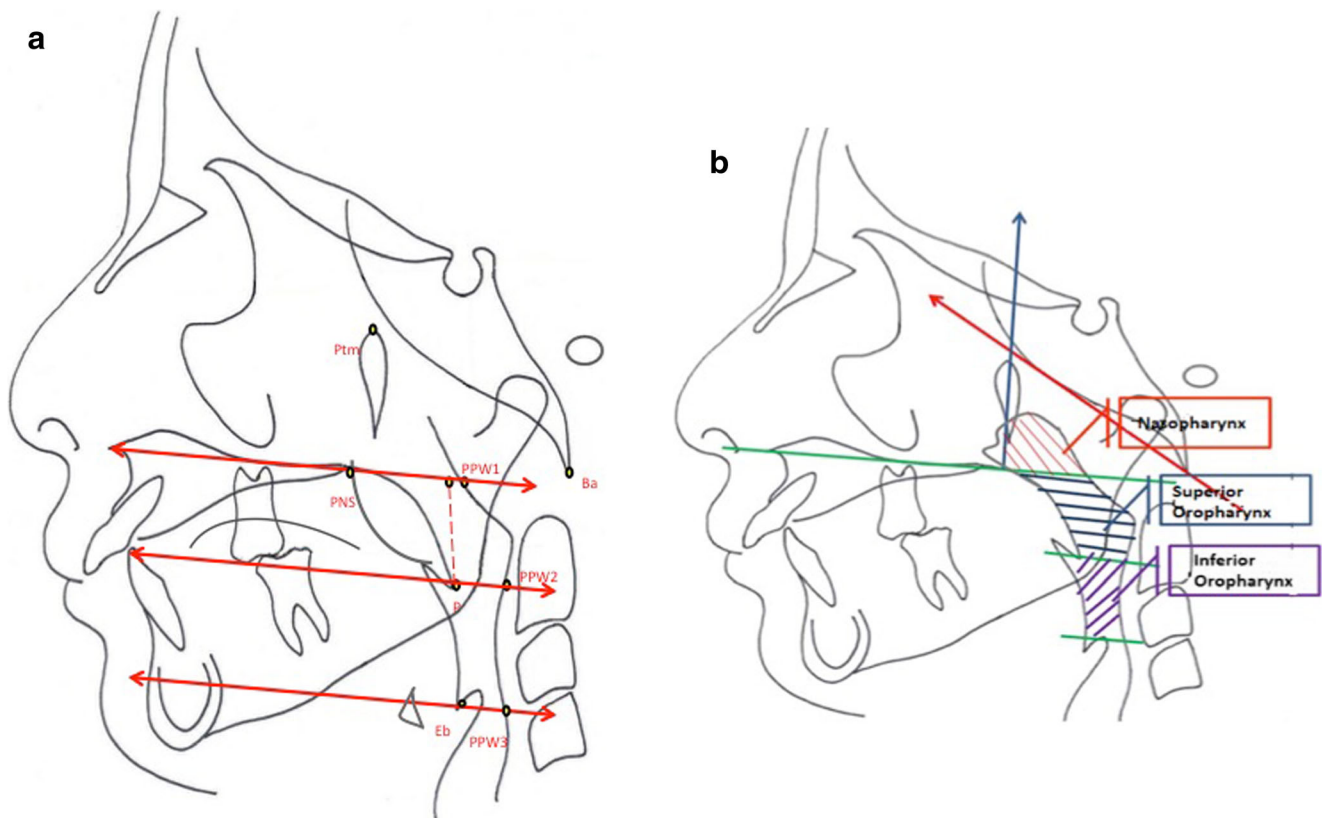 a
Ptm
PPW1
PNS
Ba
PPW2
P
Eb
PPW3
b
Nasopharynx
Superior
Oropharynx
Inferior
Oropharynx